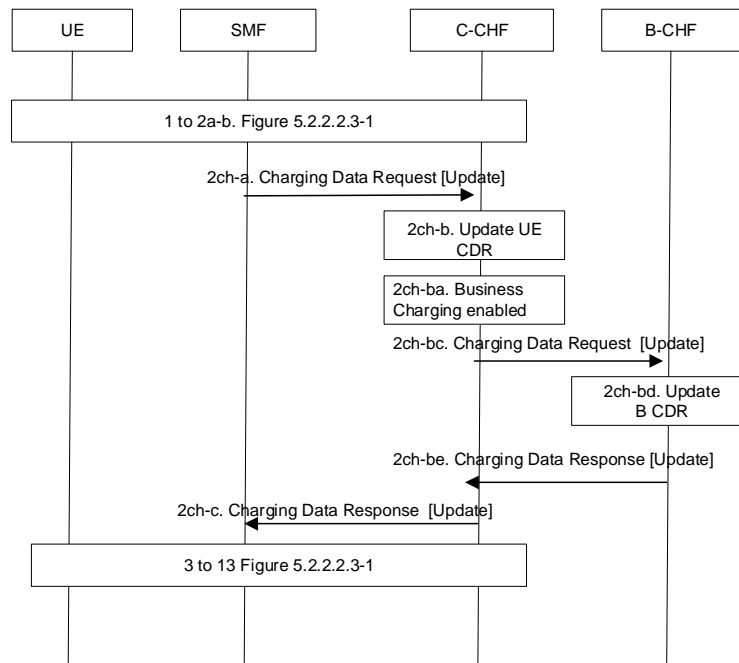 UE
SMF
C-CHF
B-CHF
1 to 2a-b. Figure 5.2.2.2.3-1
2ch-a. Charging Data Request [Update]
2ch-b. Update UE
CDR
2ch-ba. Business
Charging enabled
2ch-bc. Charging Data Request [Update]
2ch-bd. Update
B CDR
2ch-be. Charging Data Response [Update]
2ch-c. Charging Data Response [Update]
3 to 13 Figure 5.2.2.2.3-1